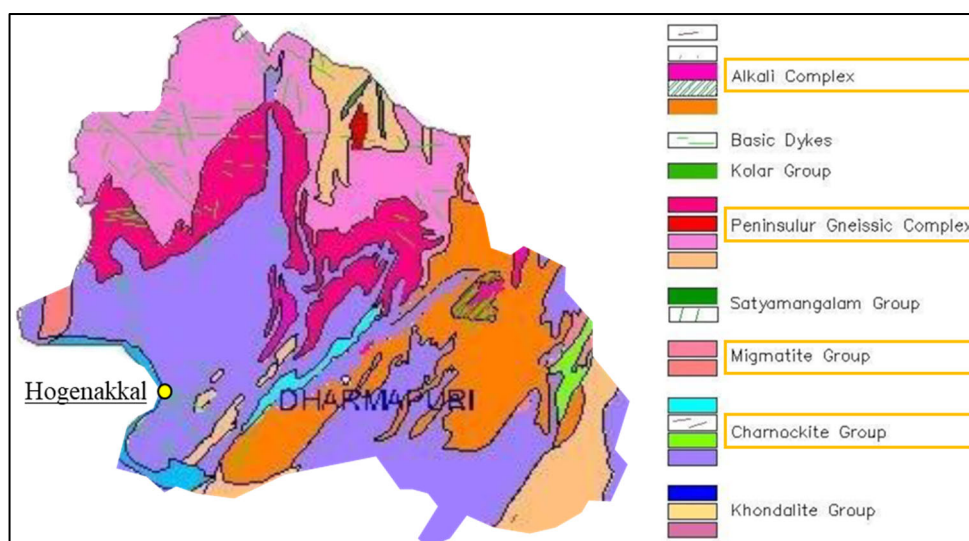 Alkali Complex
Basic Dykes
Kolar Group
Peninsulur Gneissic Complex
Satyamangalam Group
Migmatite Group
Hogenakkal
DHARMAPURI
Charnockite Group
Khondalite Group